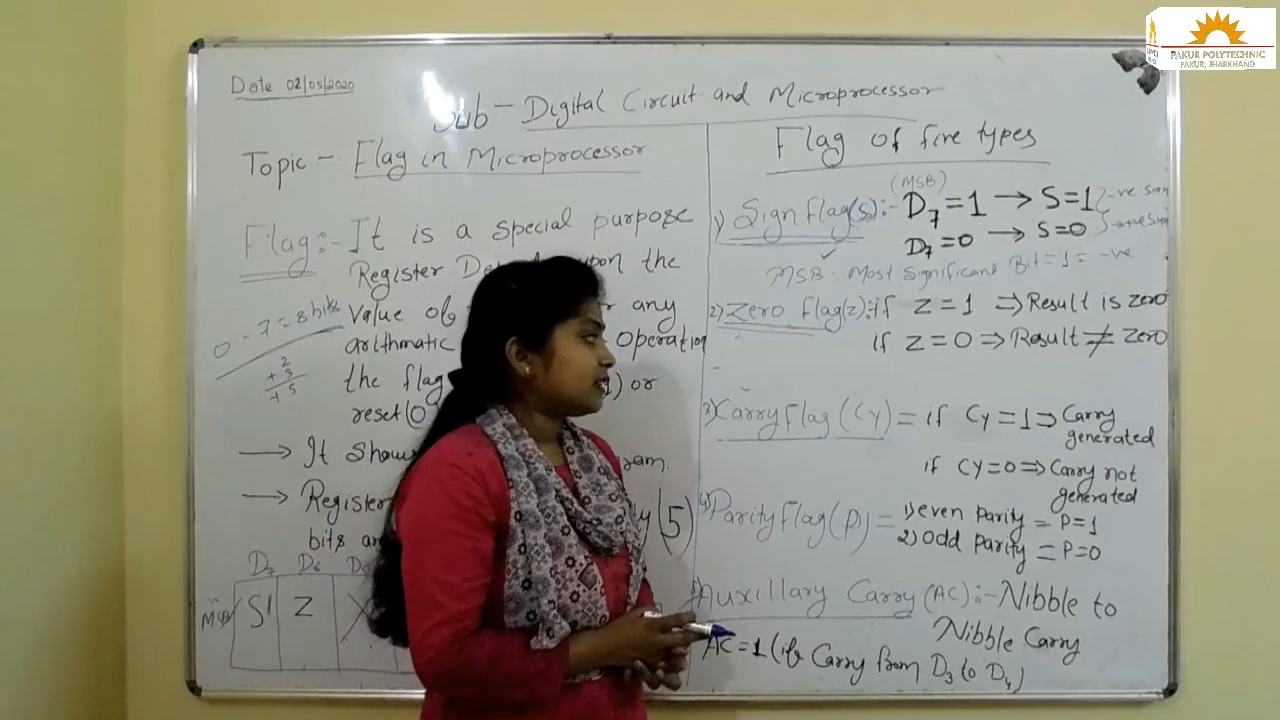 PAKUR POLYTECHNIC
PAKUR, JHARKHAND
Date 02/05/2020
Sub - Digital Circuit and Microprocessor
Topic - Flag in Microprocessor
Flag:- It is a special purpose
Register upon the
0-7=8 bits
Value of any
arithmatic operation
+2
3
+5
the flag 1) or
reset(0
→ It Show ram.
→ Register y(5)
bits
D7 D6
MSB S1 Z X
Flag of five types
(MSB)
1) Sign flag(s):- D7=1 → S=1 -ve sign
D7=0 → S=0 → +ve sign
MSB: Most Significant Bit=1= -ve
2) Zero flag(z):if Z=1 ⇒ Result is zero
if Z=0 ⇒ Result ≠ zero
3) Carry Flag (Cy) = if Cy=1 ⇒ Carry
generated
if Cy=0 ⇒ Carry not
generated
4) Parity Flag(P) = 1) even parity = P=1
2) Odd parity = P=0
5) Auxillary Carry (AC):- Nibble to
Nibble Carry
AC=1 (if Carry from D3 to D4)